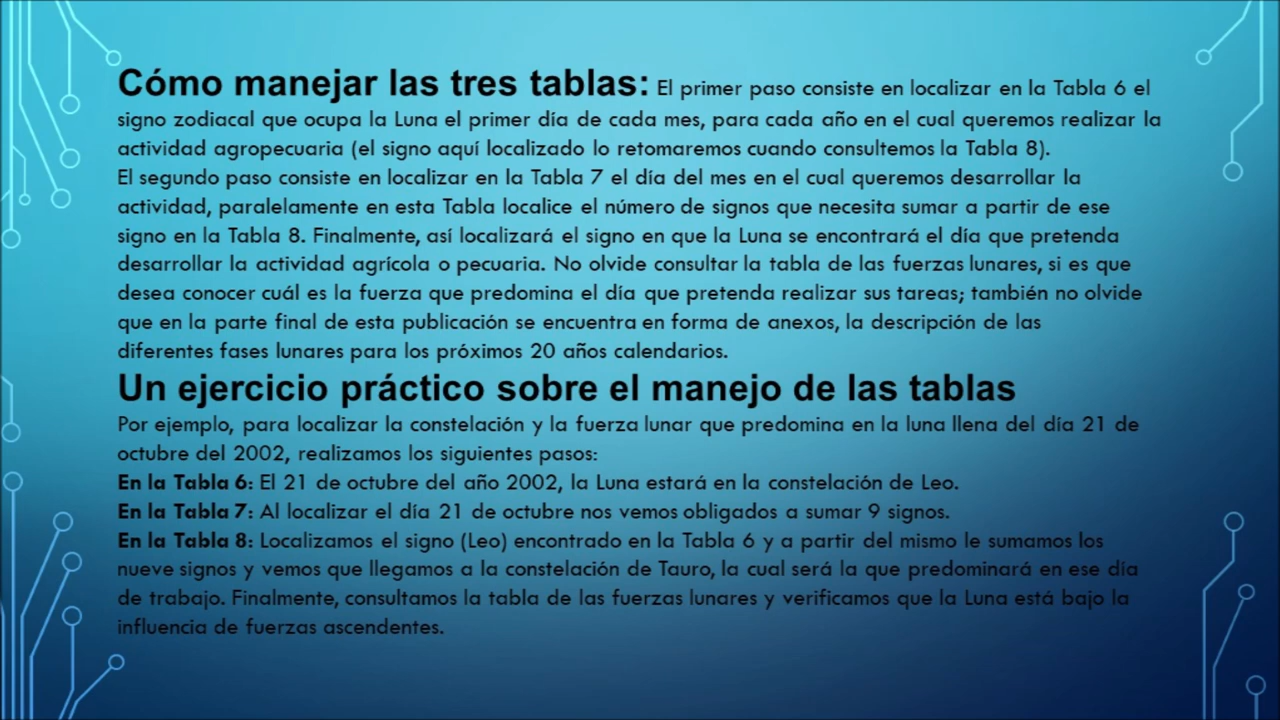 Cómo manejar las tres tablas: El primer paso consiste en localizar en la Tabla 6 el
signo zodiacal que ocupa la Luna el primer día de cada mes, para cada año en el cual queremos realizar la
actividad agropecuaria (el signo aquí localizado lo retomaremos cuando consultemos la Tabla 8).
El segundo paso consiste en localizar en la Tabla 7 el día del mes en el cual queremos desarrollar la
actividad, paralelamente en esta Tabla localice el número de signos que necesita sumar a partir de ese
signo en la Tabla 8. Finalmente, así localizará el signo en que la Luna se encontrará el día que pretenda
desarrollar la actividad agrícola o pecuaria. No olvide consultar la tabla de las fuerzas lunares, si es que
desea conocer cuál es la fuerza que predomina el día que pretenda realizar sus tareas; también no olvide
que en la parte final de esta publicación se encuentra en forma de anexos, la descripción de las
diferentes fases lunares para los próximos 20 años calendarios.
Un ejercicio práctico sobre el manejo de las tablas
Por ejemplo, para localizar la constelación y la fuerza lunar que predomina en la luna llena del día 21 de
octubre del 2002, realizamos los siguientes pasos:
En la Tabla 6: El 21 de octubre del año 2002, la Luna estará en la constelación de Leo.
En la Tabla 7: Al localizar el día 21 de octubre nos vemos obligados a sumar 9 signos.
En la Tabla 8: Localizamos el signo (Leo) encontrado en la Tabla 6 y a partir del mismo le sumamos los
nueve signos y vemos que llegamos a la constelación de Tauro, la cual será la que predominará en ese día
de trabajo. Finalmente, consultamos la tabla de las fuerzas lunares y verificamos que la Luna está bajo la
influencia de fuerzas ascendentes.